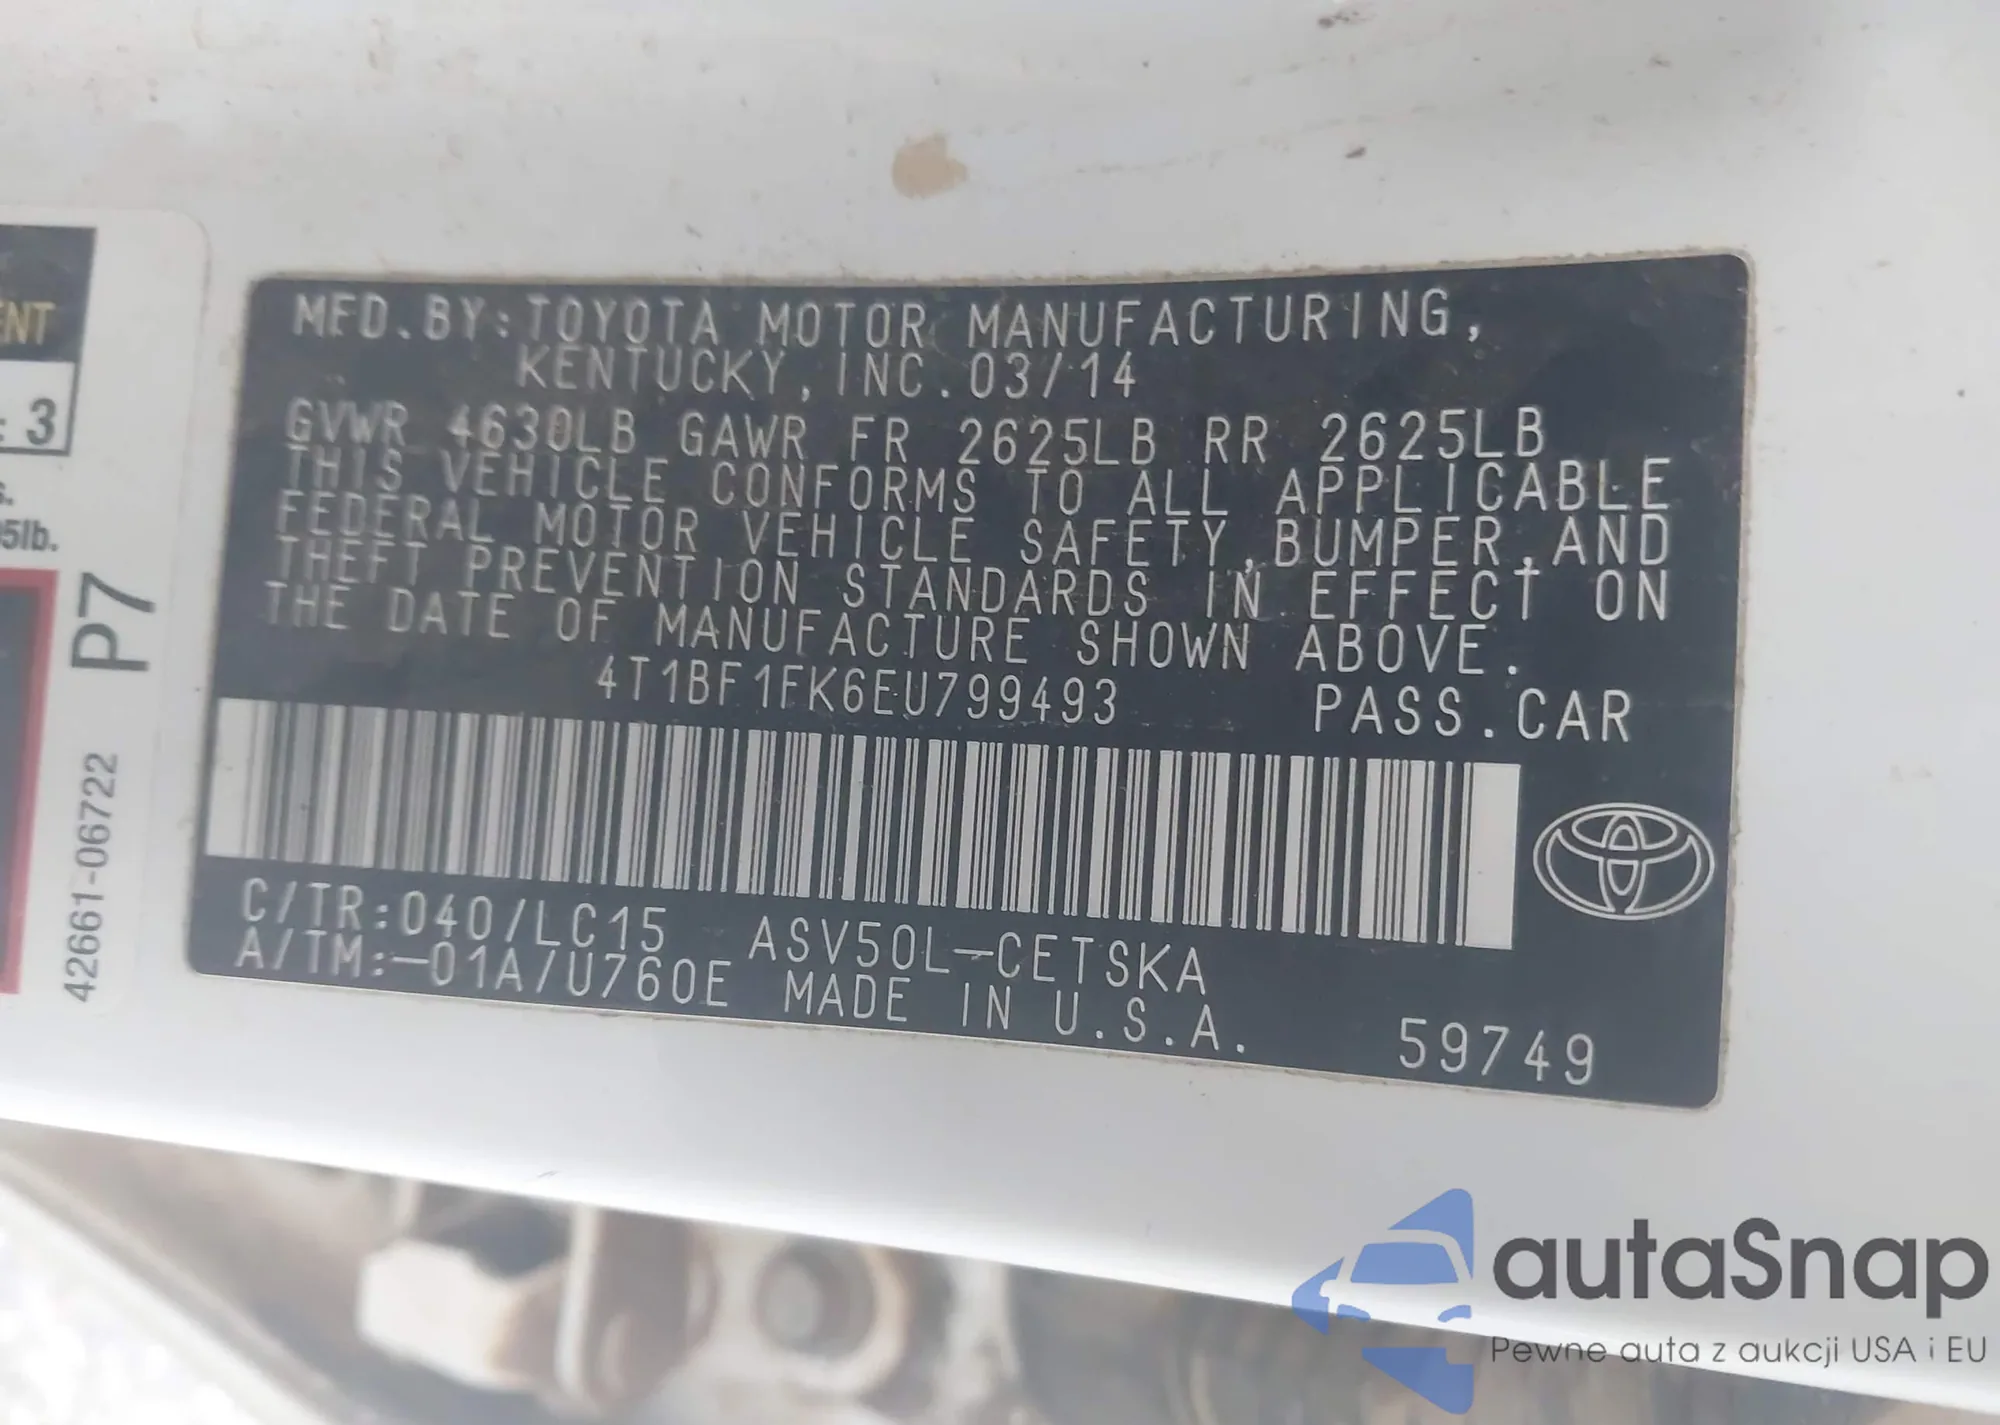 MFD.BY:TOYOTA MOTOR MANUFACTURING,
KENTUCKY,INC.03/14
GVWR 4630LB GAWR FR 2625LB RR 2625LB
THIS VEHICLE CONFORMS TO ALL APPLICABLE
FEDERAL MOTOR VEHICLE SAFETY,BUMPER,AND
THEFT PREVENTION STANDARDS IN EFFECT ON
THE DATE OF MANUFACTURE SHOWN ABOVE.
4T1BF1FK6EU799493 PASS.CAR
C/TR:040/LC15 ASV50L-CETSKA
A/TM:-01A/U760E MADE IN U.S.A. 59749
3
P7
42661-06722
autaSnap
Pewne auta z aukcji USA i EU